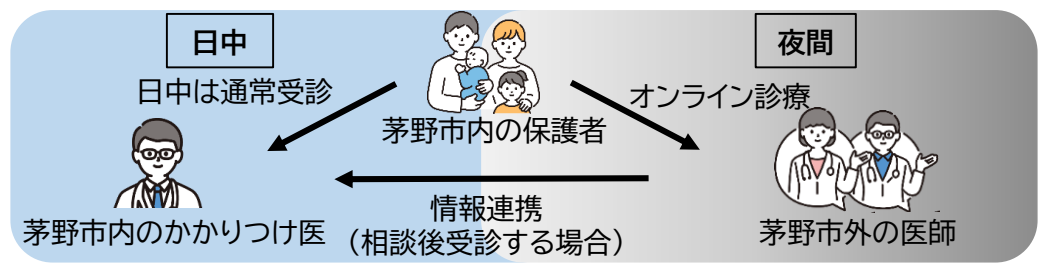 日中
夜間
日中は通常受診
オンライン診療
茅野市内の保護者
茅野市内のかかりつけ医
情報連携
（相談後受診する場合）
茅野市外の医師